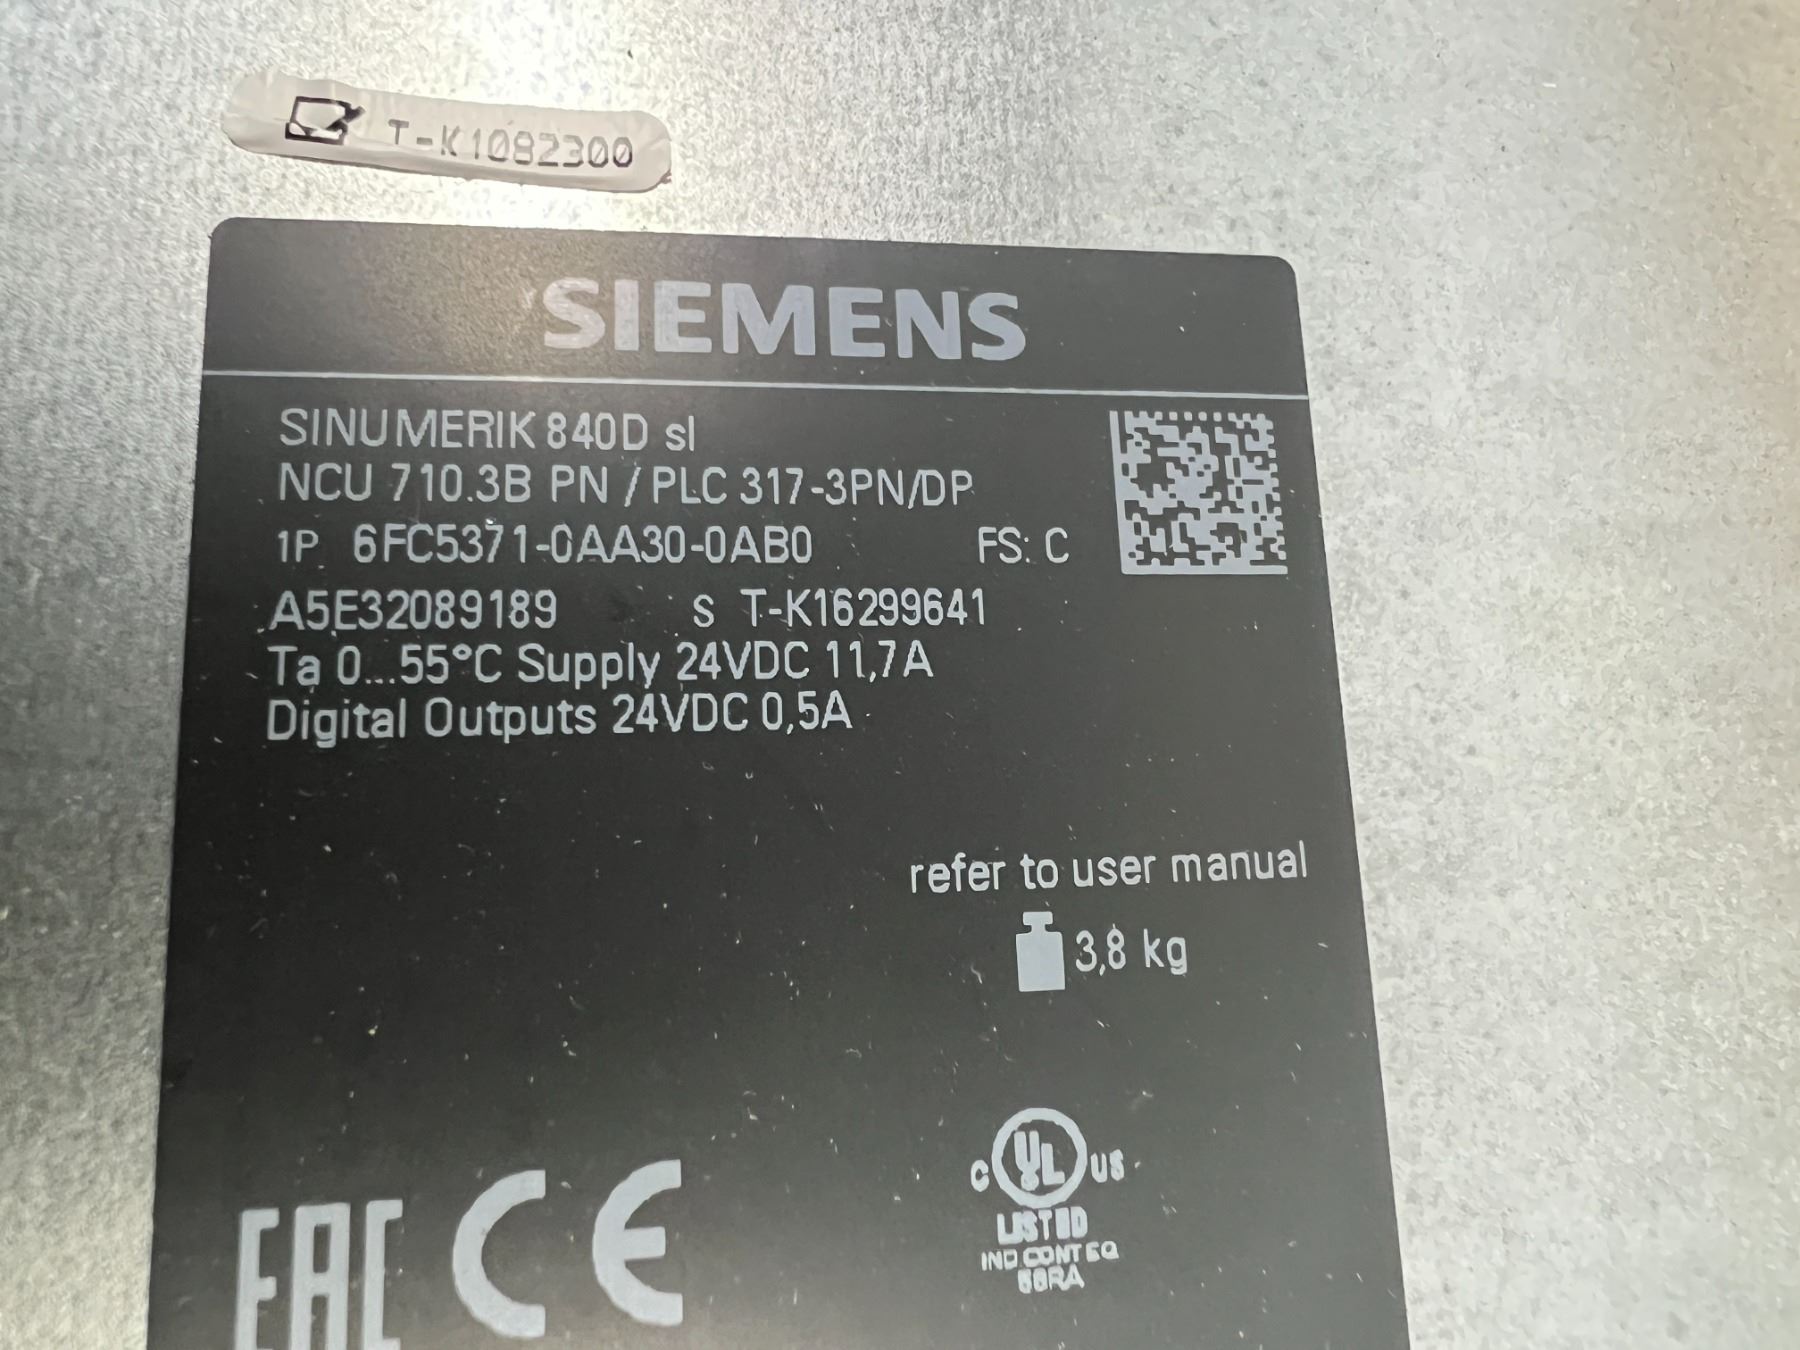 T-K1082300
SIEMENS
SINUMERIK 840D sl
NCU 710.3B PN / PLC 317-3PN/DP
1P 6FC5371-0AA30-0AB0 FS: C
A5E32089189 S T-K16299641
Ta 0...55°C Supply 24VDC 11,7A
Digital Outputs 24VDC 0,5A
refer to user manual
3,8 kg
C UL US
LISTED
IND.CONT.EQ
EAC CE